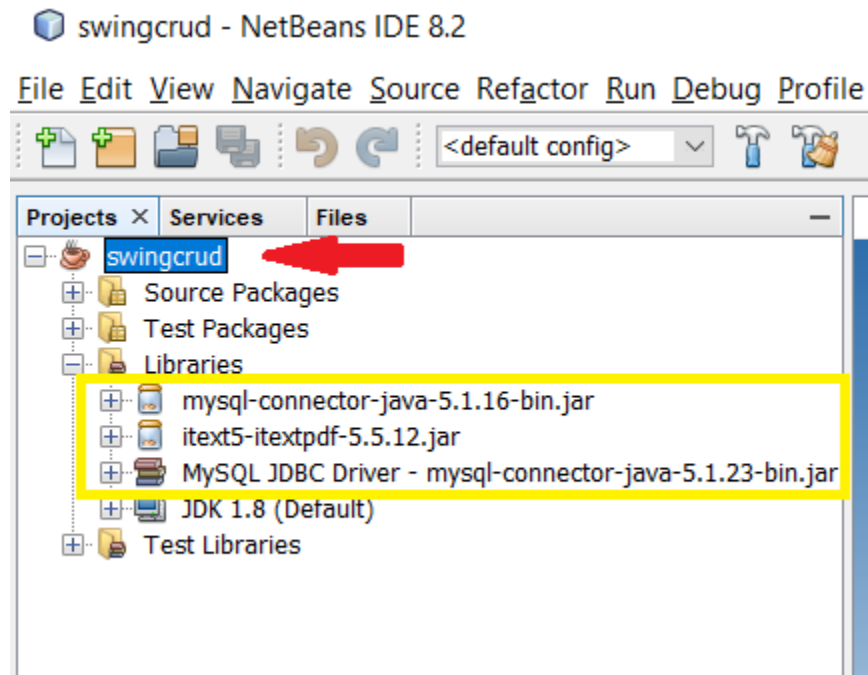 swingcrud - NetBeans IDE 8.2
File Edit View Navigate Source Refactor Run Debug Profile
<default config>
Projects Services Files
swingcrud
Source Packages
Test Packages
Libraries
mysql-connector-java-5.1.16-bin.jar
itext5-itextpdf-5.5.12.jar
MySQL JDBC Driver - mysql-connector-java-5.1.23-bin.jar
JDK 1.8 (Default)
Test Libraries